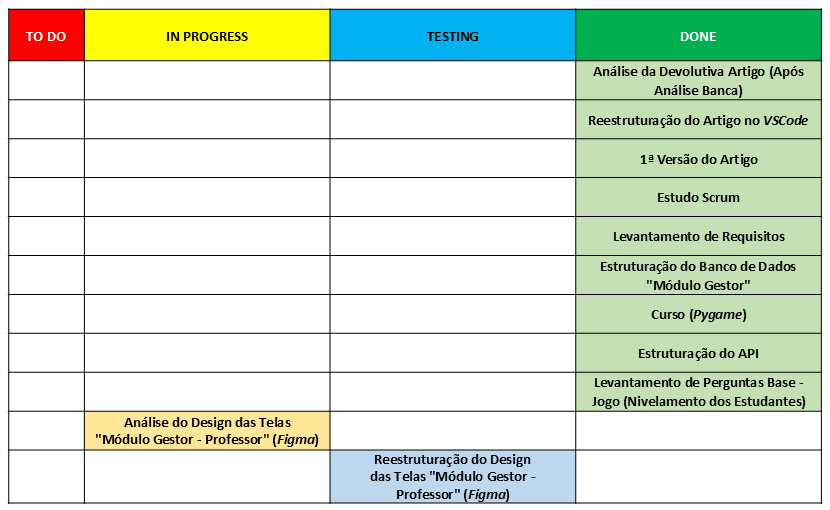 TO DO
IN PROGRESS
TESTING
DONE
Análise da Devolutiva Artigo (Após
Análise Banca)
Reestruturação do Artigo no VSCode
1ª Versão do Artigo
Estudo Scrum
Levantamento de Requisitos
Estruturação do Banco de Dados
"Módulo Gestor"
Curso (Pygame)
Estruturação do API
Levantamento de Perguntas Base -
Jogo (Nivelamento dos Estudantes)
Análise do Design das Telas
"Módulo Gestor - Professor" (Figma)
Reestruturação do Design
das Telas "Módulo Gestor -
Professor" (Figma)